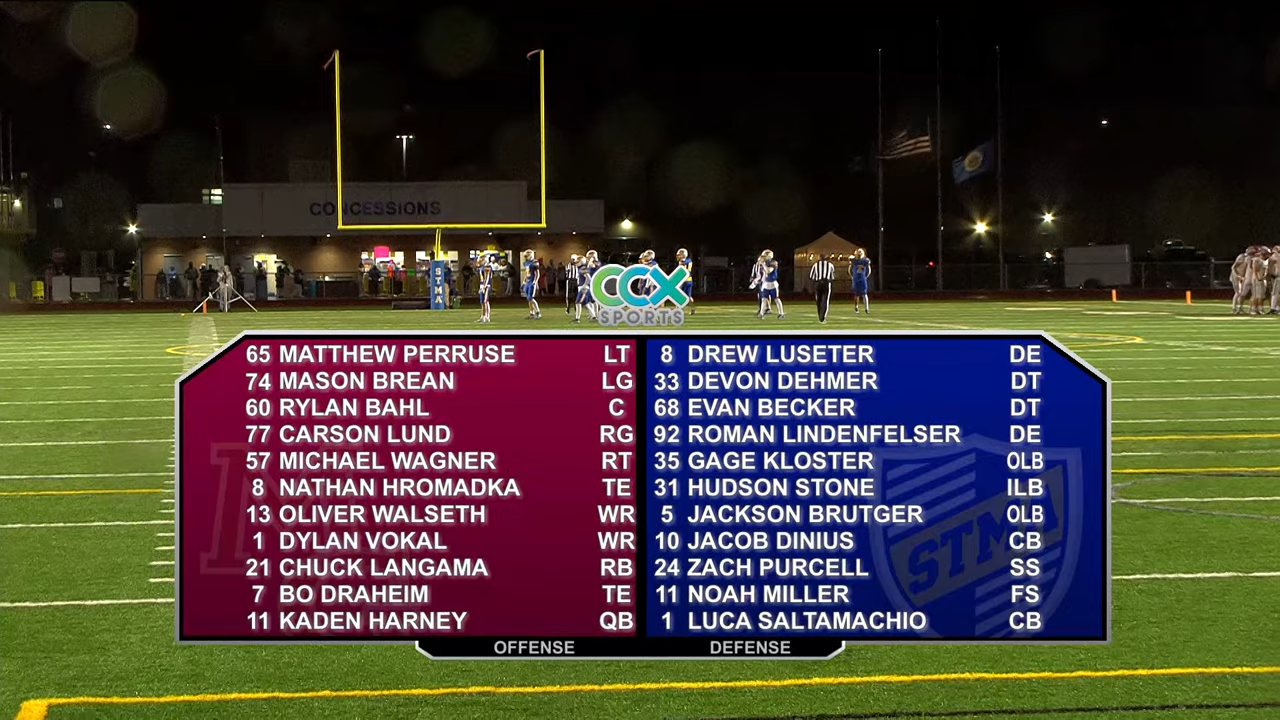 CONCESSIONS
STMA
CCX
SPORTS
65 MATTHEW PERRUSE LT
74 MASON BREAN LG
60 RYLAN BAHL C
77 CARSON LUND RG
57 MICHAEL WAGNER RT
8 NATHAN HROMADKA TE
13 OLIVER WALSETH WR
1 DYLAN VOKAL WR
21 CHUCK LANGAMA RB
7 BO DRAHEIM TE
11 KADEN HARNEY QB
OFFENSE
8 DREW LUSETER DE
33 DEVON DEHMER DT
68 EVAN BECKER DT
92 ROMAN LINDENFELSER DE
35 GAGE KLOSTER OLB
31 HUDSON STONE ILB
5 JACKSON BRUTGER OLB
10 JACOB DINIUS CB
24 ZACH PURCELL SS
11 NOAH MILLER FS
1 LUCA SALTAMACHIO CB
STMA
DEFENSE